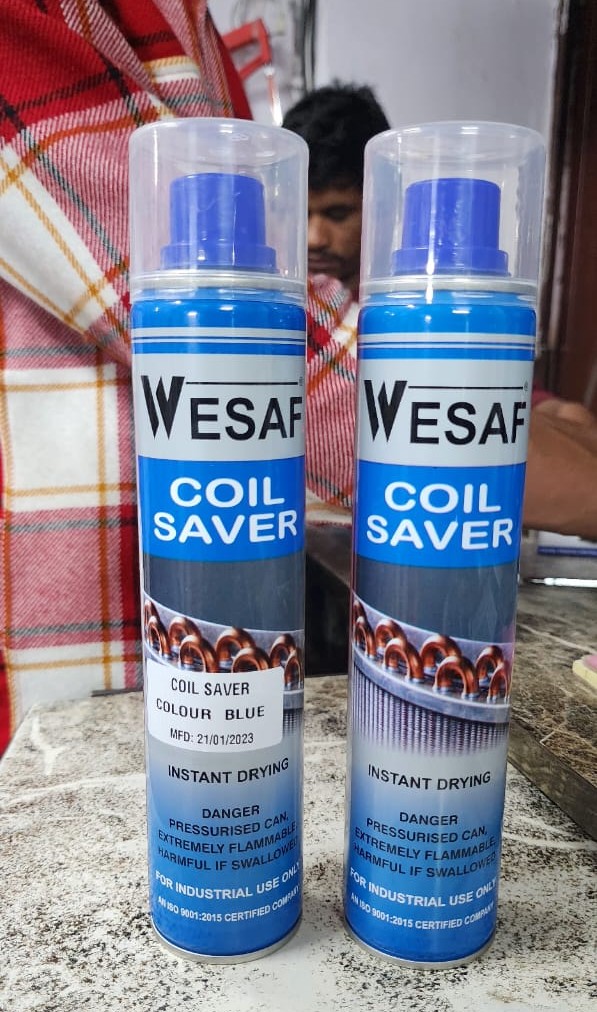 WESAF
®
COIL
SAVER
COIL SAVER
COLOUR BLUE
MFD: 21/01/2023
INSTANT DRYING
DANGER
PRESSURISED CAN,
EXTREMELY FLAMMABLE,
HARMFUL IF SWALLOWED
FOR INDUSTRIAL USE ONLY
AN ISO 9001:2015 CERTIFIED COMPANY
WESAF
®
COIL
SAVER
INSTANT DRYING
DANGER
PRESSURISED CAN,
EXTREMELY FLAMMABLE,
HARMFUL IF SWALLOWED
FOR INDUSTRIAL USE ONLY
AN ISO 9001:2015 CERTIFIED COMPANY